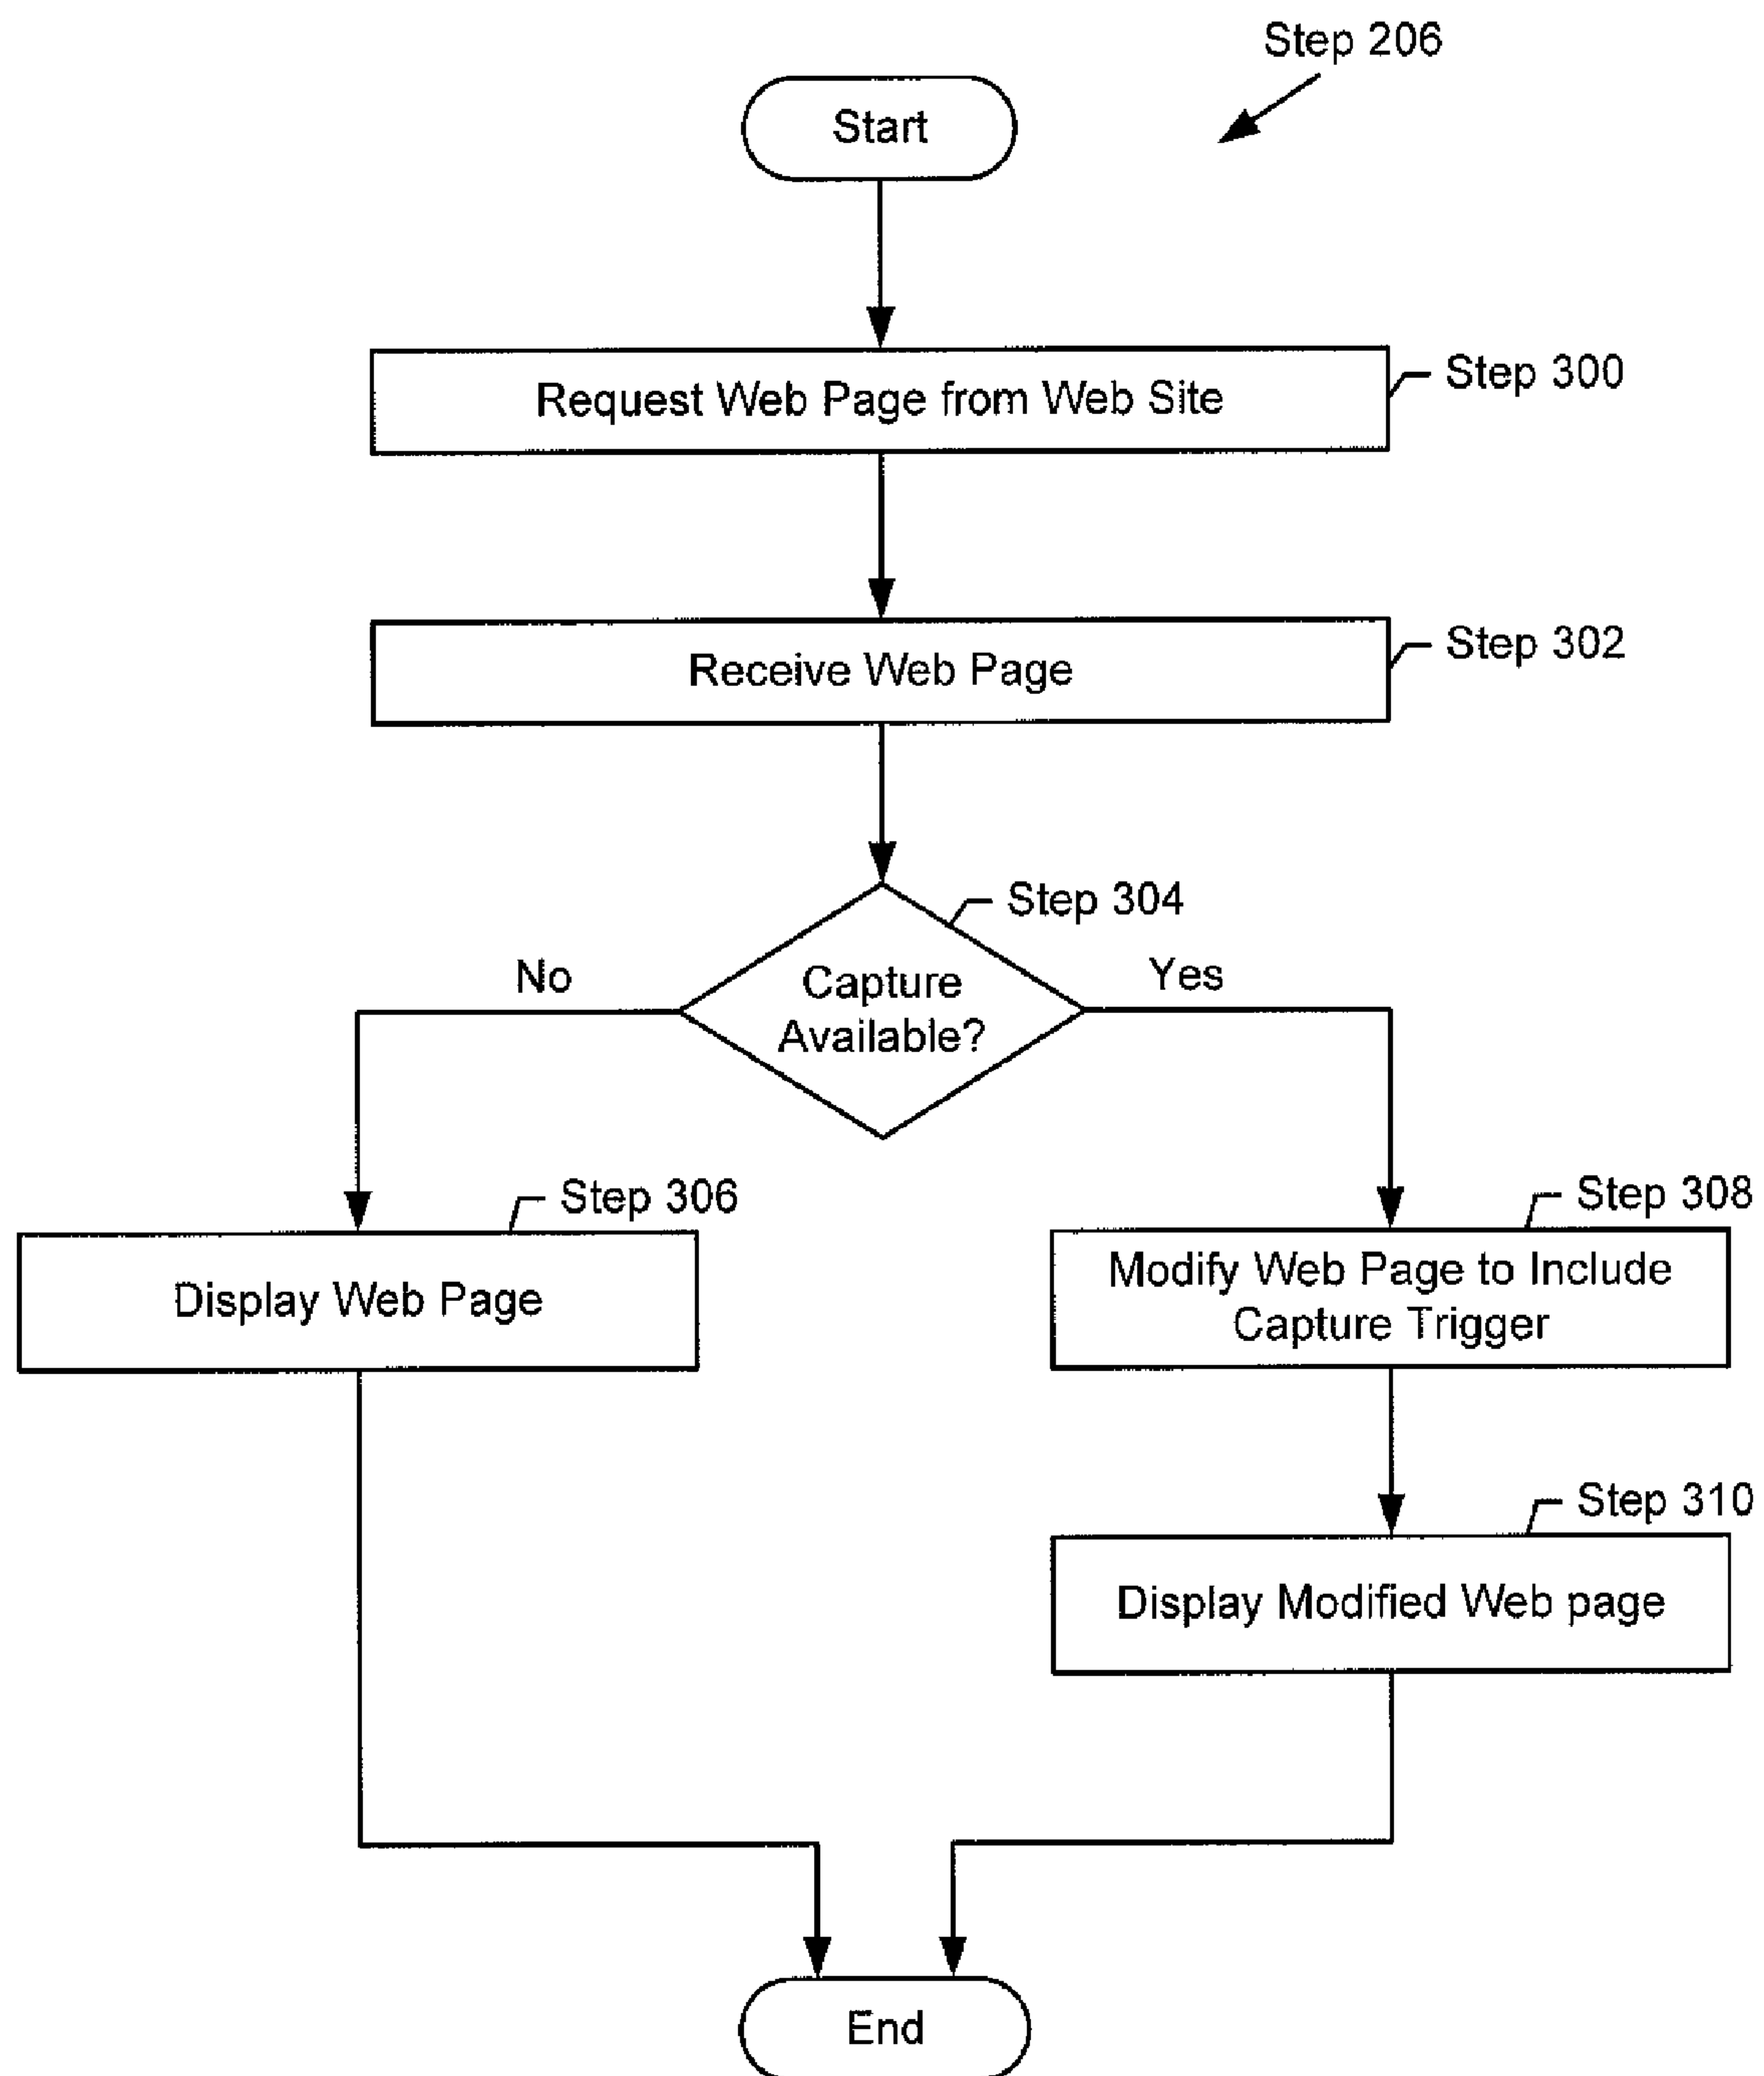 Step 206
Start
Request Web Page from Web Site
Step 300
Receive Web Page
Step 302
Step 304
Capture
Available?
No
Yes
Step 306
Display Web Page
Step 308
Modify Web Page to Include
Capture Trigger
Step 310
Display Modified Web page
End